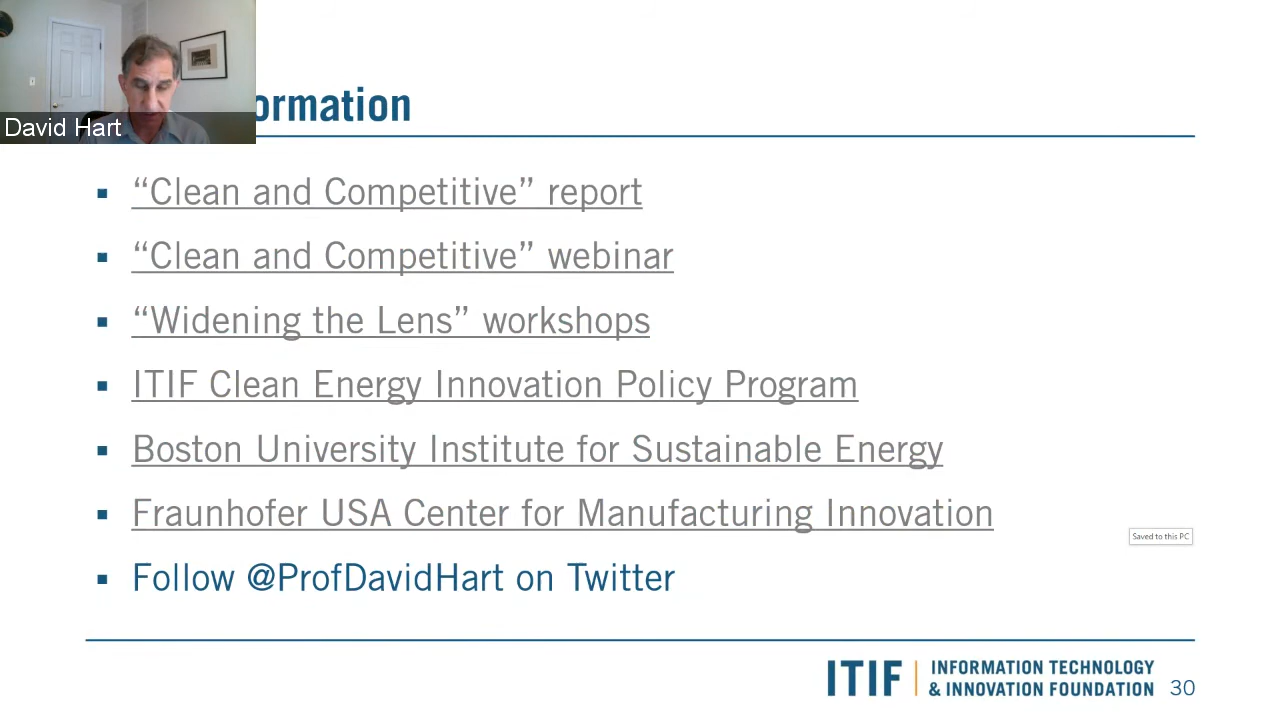 David Hart
ormation
“Clean and Competitive” report
“Clean and Competitive” webinar
“Widening the Lens” workshops
ITIF Clean Energy Innovation Policy Program
Boston University Institute for Sustainable Energy
Fraunhofer USA Center for Manufacturing Innovation
Saved to this PC
Follow @ProfDavidHart on Twitter
ITIF
INFORMATION TECHNOLOGY
& INNOVATION FOUNDATION
30